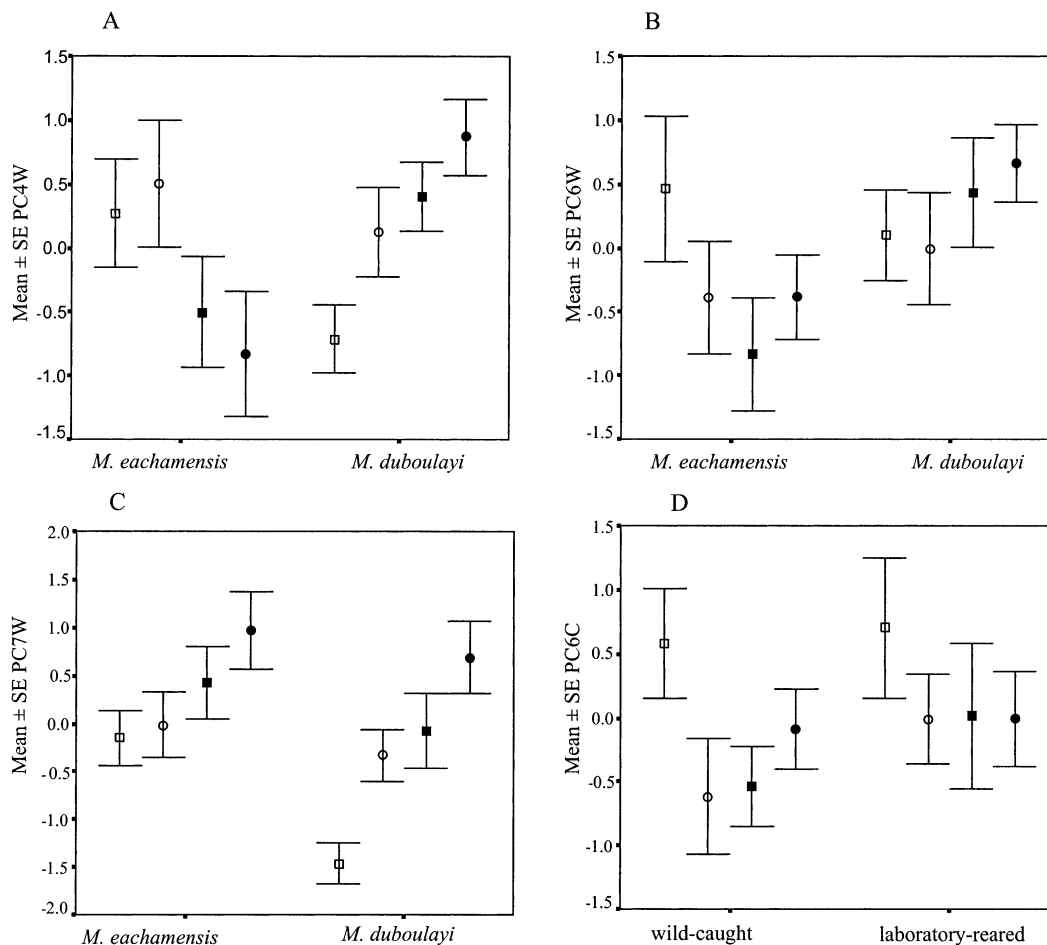 A
Mean ± SE PC4W
1.5
1.0
0.5
0.0
-0.5
-1.0
-1.5
M. eachamensis
M. duboulayi
B
Mean ± SE PC6W
1.5
1.0
0.5
0.0
-0.5
-1.0
-1.5
M. eachamensis
M. duboulayi
C
Mean ± SE PC7W
2.0
1.5
1.0
0.5
0.0
-0.5
-1.0
-1.5
-2.0
M. eachamensis
M. duboulayi
D
Mean ± SE PC6C
1.5
1.0
0.5
0.0
-0.5
-1.0
-1.5
wild-caught
laboratory-reared